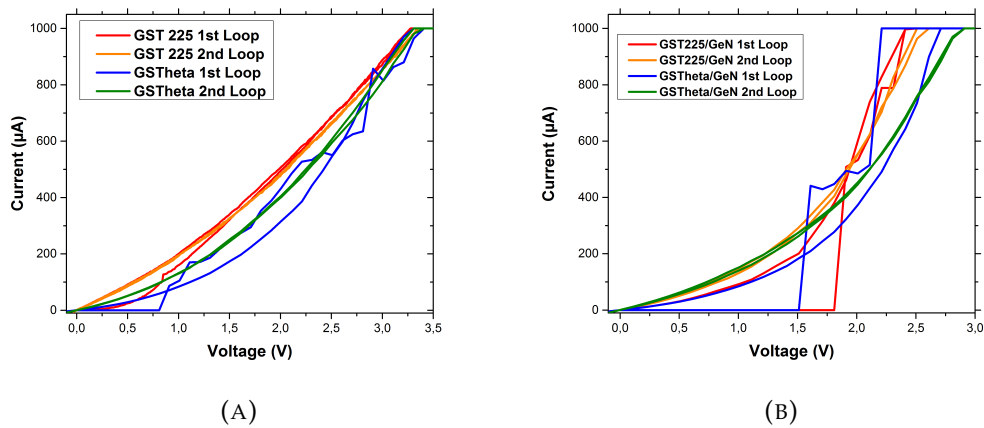 GST 225 1st Loop
GST 225 2nd Loop
GSTheta 1st Loop
GSTheta 2nd Loop
Current (µA)
1000
800
600
400
200
0
0,0 0,5 1,0 1,5 2,0 2,5 3,0 3,5
Voltage (V)
(A)
GST225/GeN 1st Loop
GST225/GeN 2nd Loop
GSTheta/GeN 1st Loop
GSTheta/GeN 2nd Loop
Current (µA)
1000
800
600
400
200
0
0,0 0,5 1,0 1,5 2,0 2,5 3,0
Voltage (V)
(B)